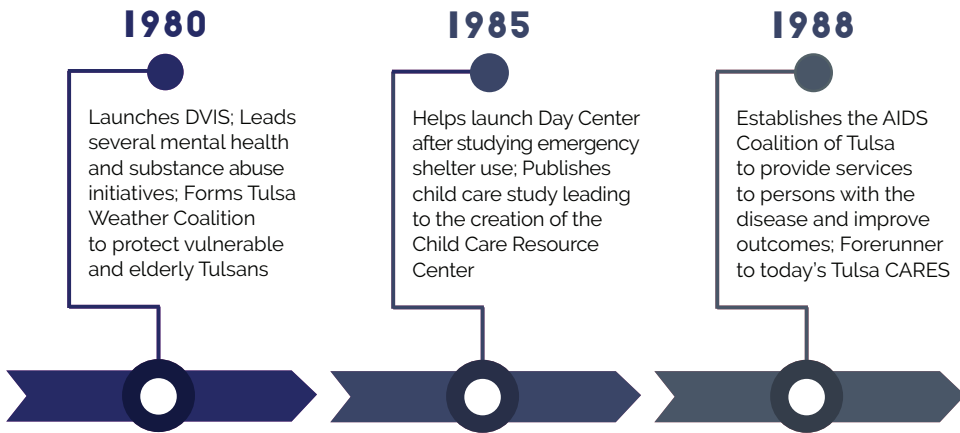 1980
Launches DVIS; Leads
several mental health
and substance abuse
initiatives; Forms Tulsa
Weather Coalition
to protect vulnerable
and elderly Tulsans
1985
Helps launch Day Center
after studying emergency
shelter use; Publishes
child care study leading
to the creation of the
Child Care Resource
Center
1988
Establishes the AIDS
Coalition of Tulsa
to provide services
to persons with the
disease and improve
outcomes; Forerunner
to today's Tulsa CARES